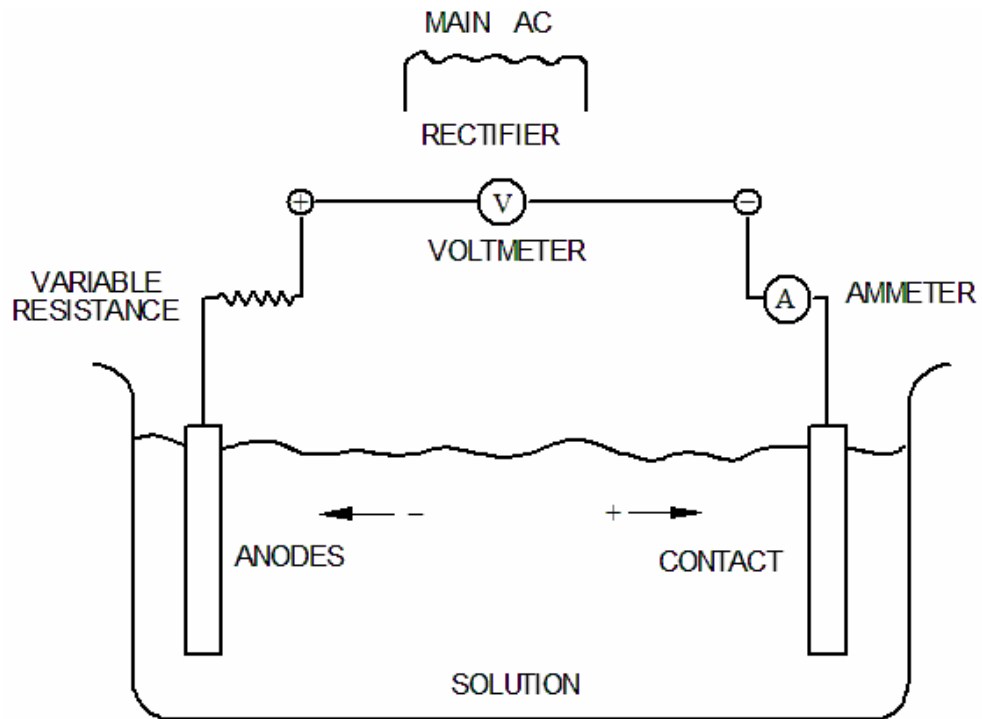 MAIN AC
RECTIFIER
+ V −
VOLTMETER
VARIABLE
RESISTANCE
A AMMETER
← − + →
ANODES CONTACT
SOLUTION